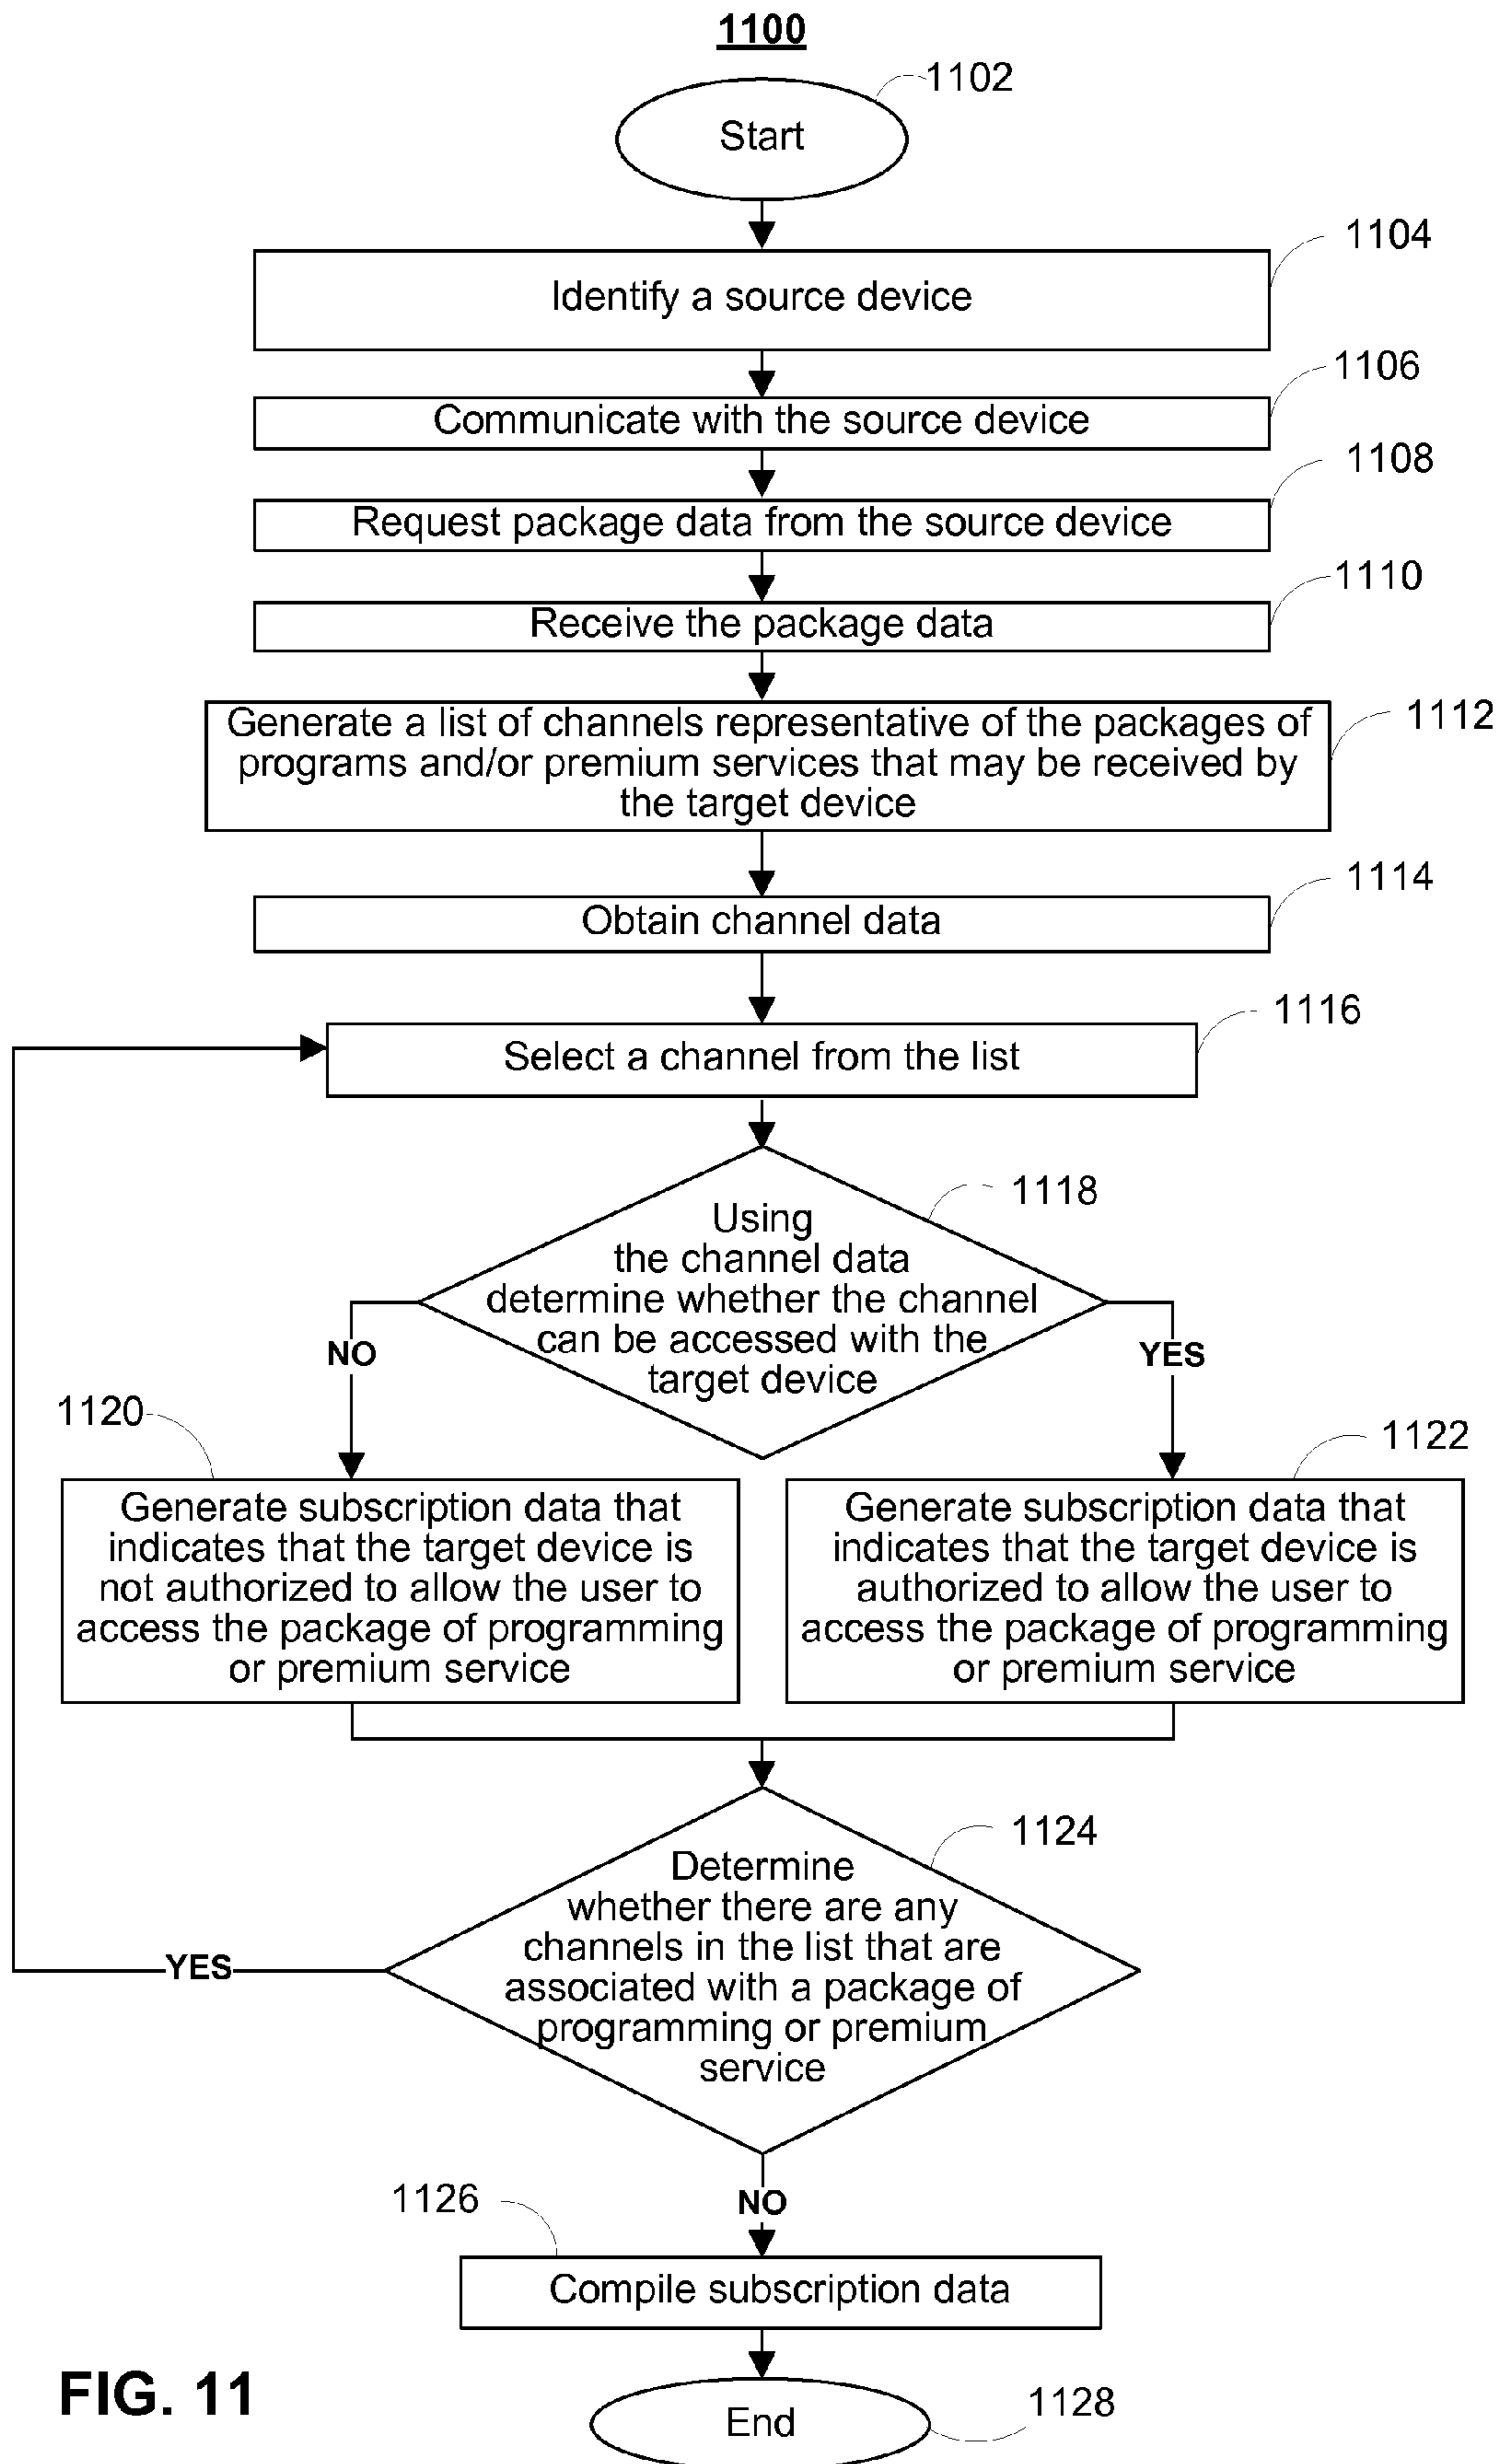 1100
1102
Start
1104
Identify a source device
1106
Communicate with the source device
1108
Request package data from the source device
1110
Receive the package data
1112
Generate a list of channels representative of the packages of
programs and/or premium services that may be received by
the target device
1114
Obtain channel data
1116
Select a channel from the list
1118
Using
the channel data
determine whether the channel
can be accessed with the
target device
NO
YES
1120
1122
Generate subscription data that
indicates that the target device is
not authorized to allow the user to
access the package of programming
or premium service
Generate subscription data that
indicates that the target device is
authorized to allow the user to
access the package of programming
or premium service
1124
Determine
whether there are any
channels in the list that are
associated with a package of
programming or premium
service
YES
NO
1126
Compile subscription data
FIG. 11
End
1128